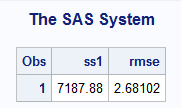 The SAS System
Obs ss1 rmse
1 7187.88 2.68102